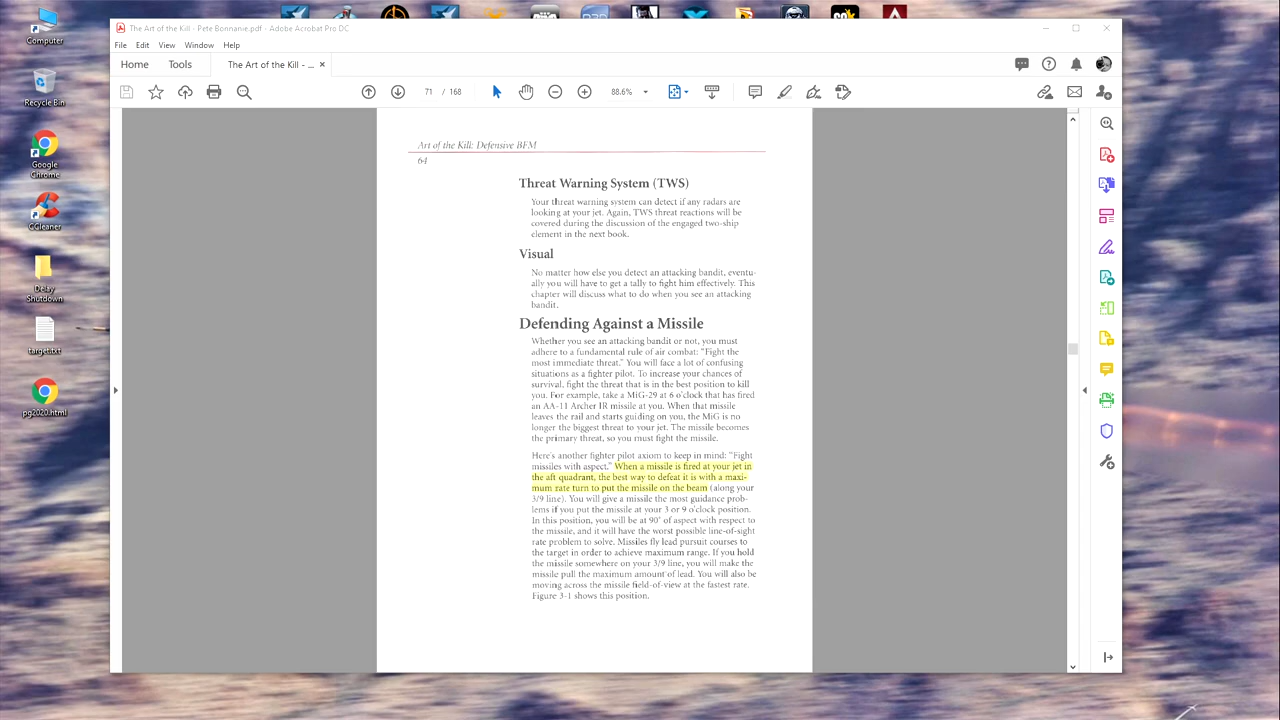 The Art of the Kill - Pete Bonnanie.pdf - Adobe Acrobat Pro DC
File Edit View Window Help
Home Tools The Art of the Kill - ... ×
71 / 168 88.6%
Computer
Recycle Bin
Google
Chrome
CCleaner
Delay
Shutdown
target.txt
pg2020.html
Art of the Kill: Defensive BFM
64
Threat Warning System (TWS)
Your threat warning system can detect if any radars are
looking at your jet. Again, TWS threat reactions will be
covered during the discussion of the engaged two-ship
element in the next book.
Visual
No matter how else you detect an attacking bandit, eventu-
ally you will have to get a tally to fight him effectively. This
chapter will discuss what to do when you see an attacking
bandit.
Defending Against a Missile
Whether you see an attacking bandit or not, you must
adhere to a fundamental rule of air combat: "Fight the
most immediate threat." You will face a lot of confusing
situations as a fighter pilot. To increase your chances of
survival, fight the threat that is in the best position to kill
you. For example, take a MiG-29 at 6 o'clock that has fired
an AA-11 Archer IR missile at you. When that missile
leaves the rail and starts guiding on you, the MiG is no
longer the biggest threat to your jet. The missile becomes
the primary threat, so you must fight the missile.
Here's another fighter pilot axiom to keep in mind: "Fight
missiles with aspect." When a missile is fired at your jet in
the aft quadrant, the best way to defeat it is with a maxi-
mum rate turn to put the missile on the beam (along your
3/9 line). You will give a missile the most guidance prob-
lems if you put the missile at your 3 or 9 o'clock position.
In this position, you will be at 90° of aspect with respect to
the missile, and it will have the worst possible line-of-sight
rate problem to solve. Missiles fly lead pursuit courses to
the target in order to achieve maximum range. If you hold
the missile somewhere on your 3/9 line, you will make the
missile pull the maximum amount of lead. You will also be
moving across the missile field-of-view at the fastest rate.
Figure 3-1 shows this position.